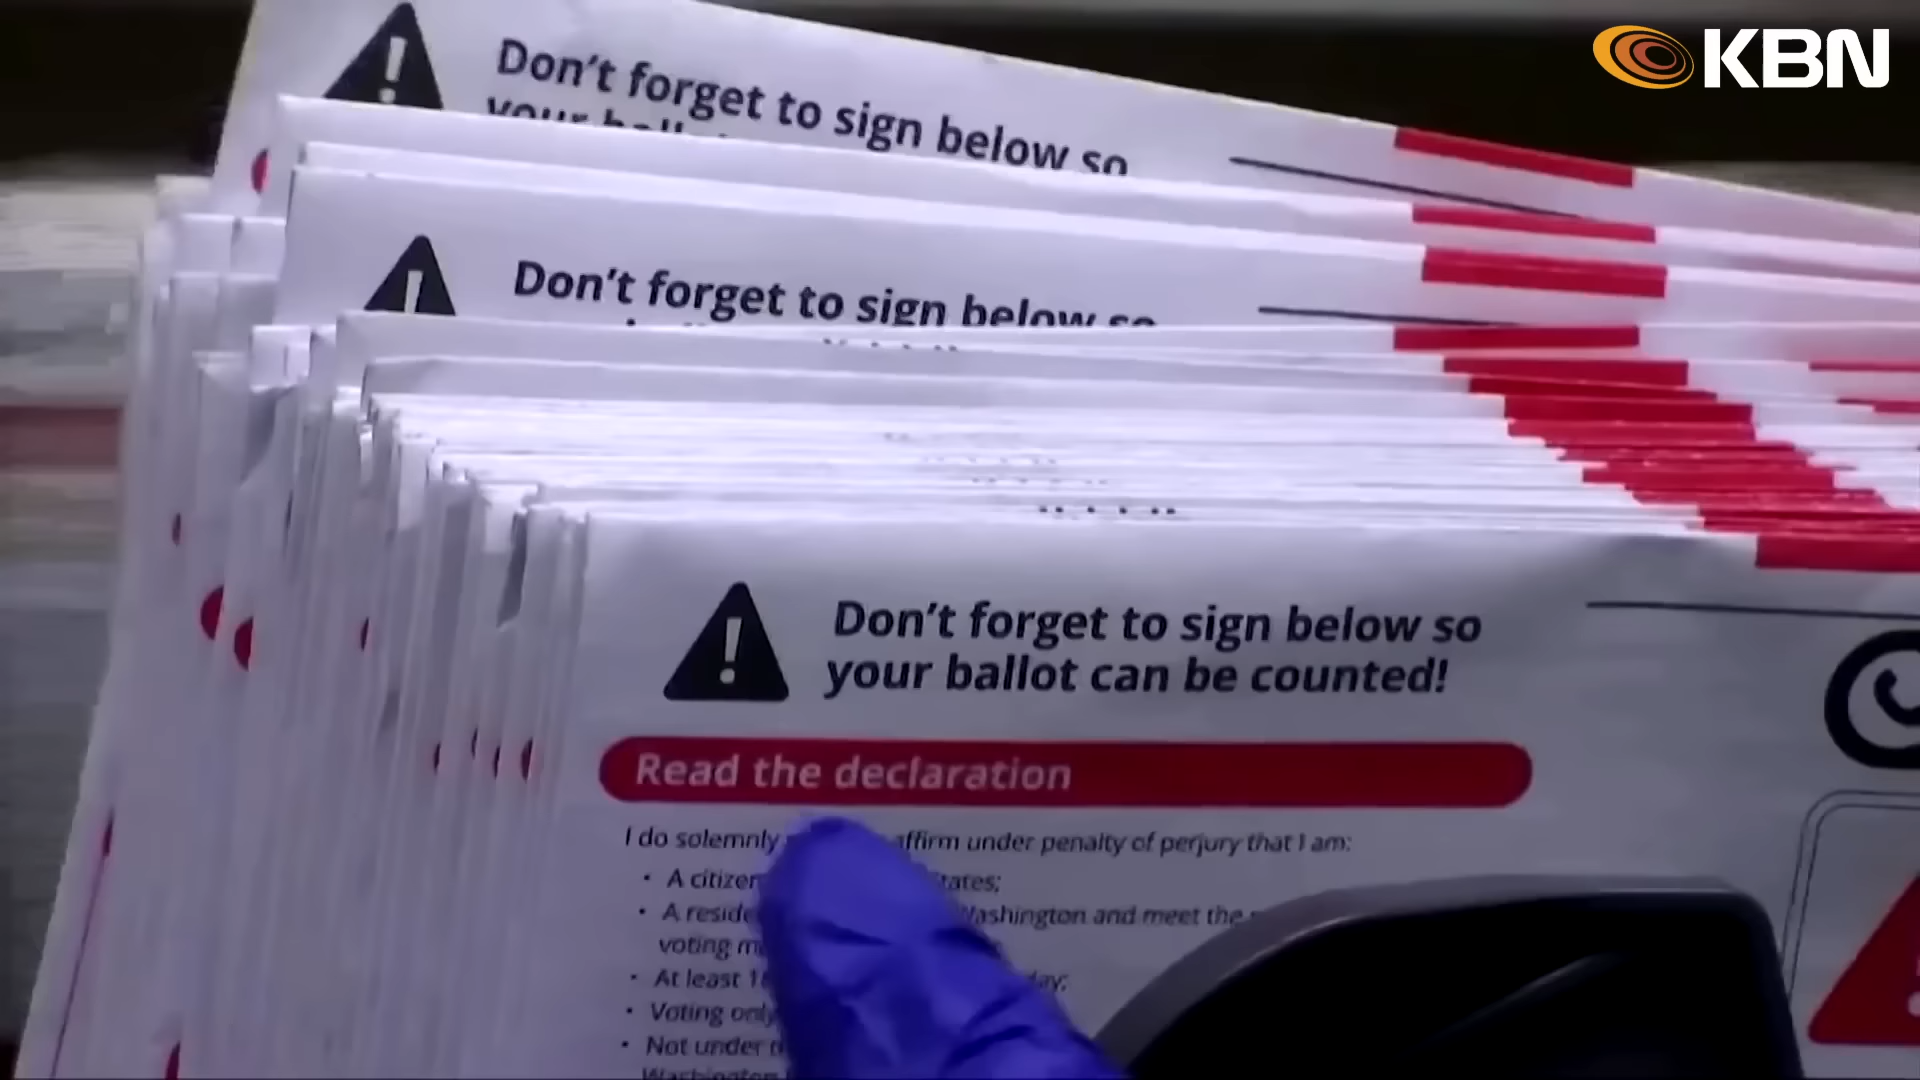 KBN
Don't forget to sign below so
Don't forget to sign below so
Don't forget to sign below so
your ballot can be counted!
Read the declaration
I do solemnly affirm under penalty of perjury that I am:
• A citizen
• A and meet the
voting
• At least
• Voting only
• Not under
Washington